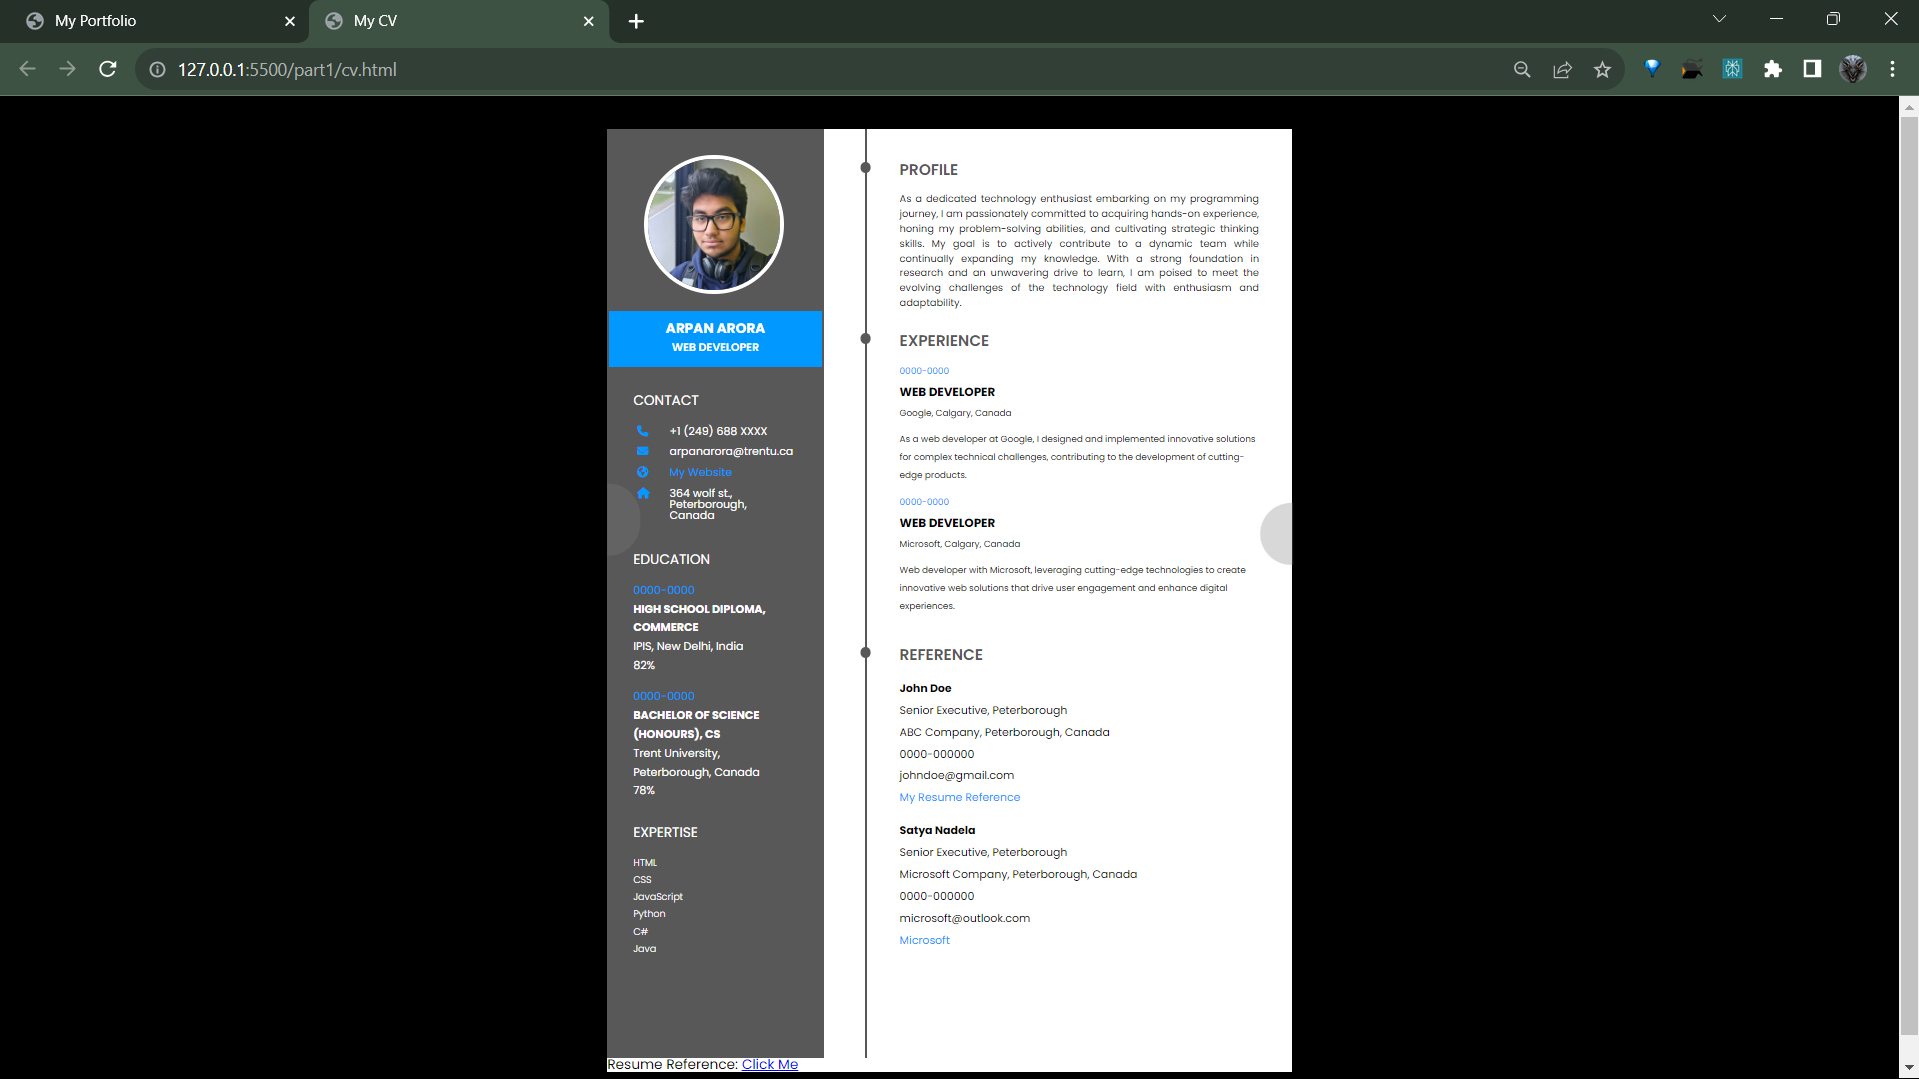 My Portfolio
My CV
127.0.0.1:5500/part1/cv.html
ARPAN ARORA
WEB DEVELOPER
CONTACT
+1 (249) 688 XXXX
arpanarora@trentu.ca
My Website
364 wolf st.,
Peterborough,
Canada
EDUCATION
0000-0000
HIGH SCHOOL DIPLOMA,
COMMERCE
IPIS, New Delhi, India
82%
0000-0000
BACHELOR OF SCIENCE
(HONOURS), CS
Trent University,
Peterborough, Canada
78%
EXPERTISE
HTML
CSS
JavaScript
Python
C#
Java
PROFILE
As a dedicated technology enthusiast embarking on my programming
journey, I am passionately committed to acquiring hands-on experience,
honing my problem-solving abilities, and cultivating strategic thinking
skills. My goal is to actively contribute to a dynamic team while
continually expanding my knowledge. With a strong foundation in
research and an unwavering drive to learn, I am poised to meet the
evolving challenges of the technology field with enthusiasm and
adaptability.
EXPERIENCE
0000-0000
WEB DEVELOPER
Google, Calgary, Canada
As a web developer at Google, I designed and implemented innovative solutions
for complex technical challenges, contributing to the development of cutting-
edge products.
0000-0000
WEB DEVELOPER
Microsoft, Calgary, Canada
Web developer with Microsoft, leveraging cutting-edge technologies to create
innovative web solutions that drive user engagement and enhance digital
experiences.
REFERENCE
John Doe
Senior Executive, Peterborough
ABC Company, Peterborough, Canada
0000-000000
johndoe@gmail.com
My Resume Reference
Satya Nadela
Senior Executive, Peterborough
Microsoft Company, Peterborough, Canada
0000-000000
microsoft@outlook.com
Microsoft
Resume Reference: Click Me